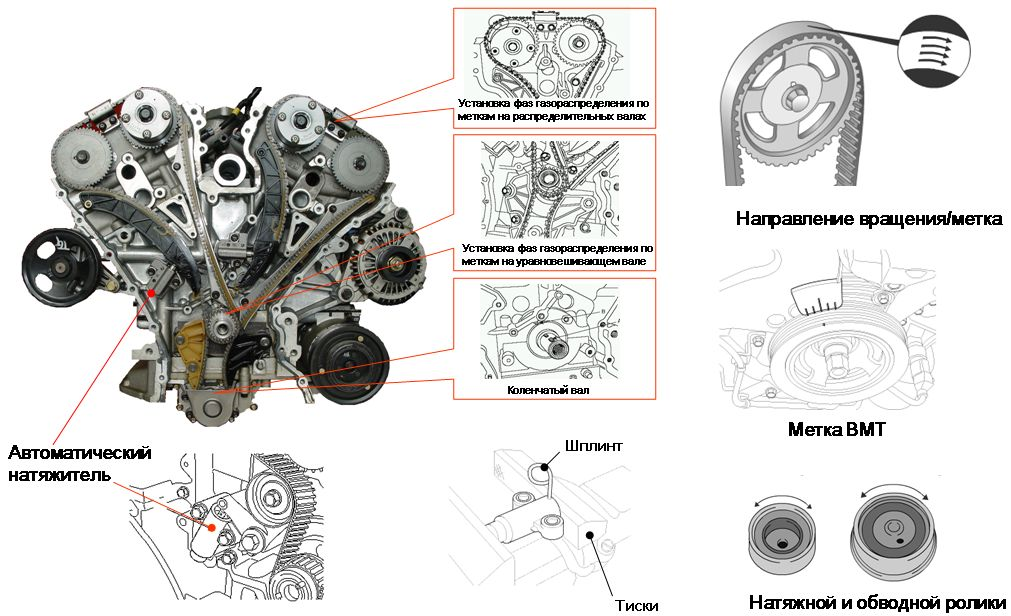 Установка фаз газораспределения по
меткам на распределительных валах
Установка фаз газораспределения по
меткам на уравновешивающем вале
Коленчатый вал
Направление вращения/метка
Метка ВМТ
Автоматический
натяжитель
Шплинт
Тиски
Натяжной и обводной ролики